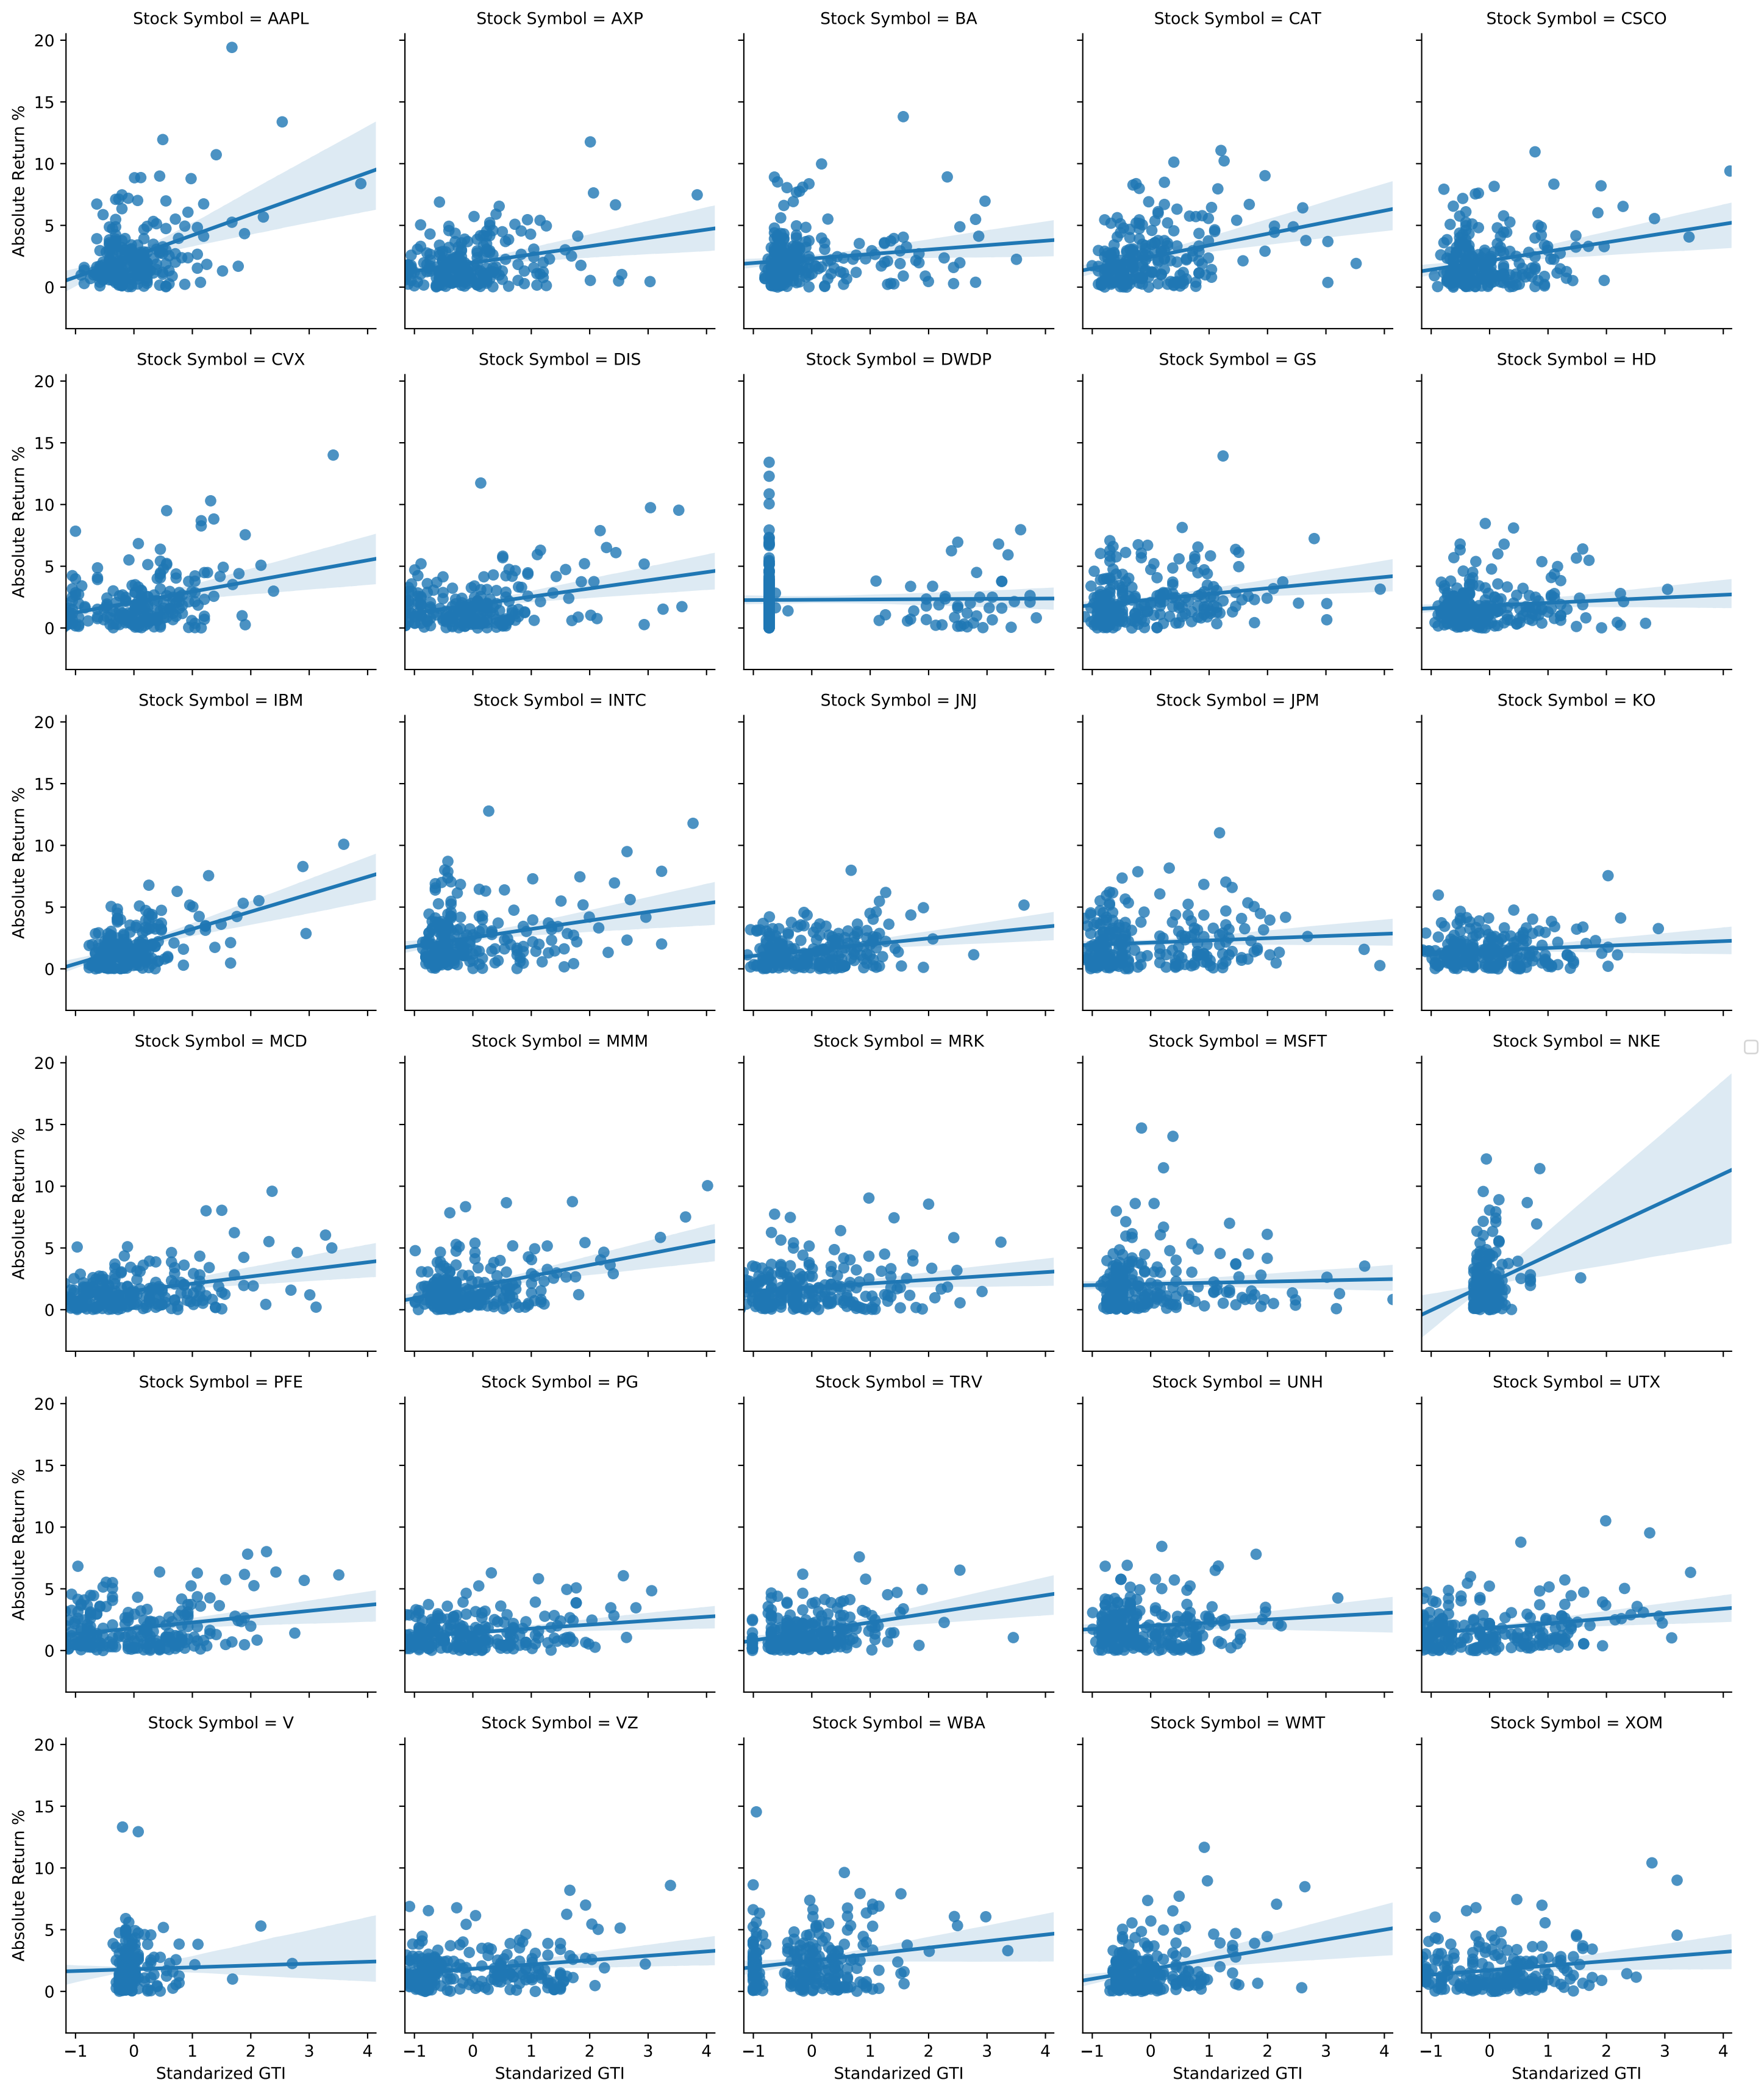 Stock Symbol = AAPL Stock Symbol = AXP Stock Symbol = BA Stock Symbol = CAT Stock Symbol = CSCO
20
15
10
5
0
Absolute Return %
Stock Symbol = CVX Stock Symbol = DIS Stock Symbol = DWDP Stock Symbol = GS Stock Symbol = HD
20
15
10
5
0
Absolute Return %
Stock Symbol = IBM Stock Symbol = INTC Stock Symbol = JNJ Stock Symbol = JPM Stock Symbol = KO
20
15
10
5
0
Absolute Return %
Stock Symbol = MCD Stock Symbol = MMM Stock Symbol = MRK Stock Symbol = MSFT Stock Symbol = NKE
20
15
10
5
0
Absolute Return %
Stock Symbol = PFE Stock Symbol = PG Stock Symbol = TRV Stock Symbol = UNH Stock Symbol = UTX
20
15
10
5
0
Absolute Return %
Stock Symbol = V Stock Symbol = VZ Stock Symbol = WBA Stock Symbol = WMT Stock Symbol = XOM
20
15
10
5
0
Absolute Return %
−1 0 1 2 3 4 −1 0 1 2 3 4 −1 0 1 2 3 4 −1 0 1 2 3 4 −1 0 1 2 3 4
Standarized GTI Standarized GTI Standarized GTI Standarized GTI Standarized GTI